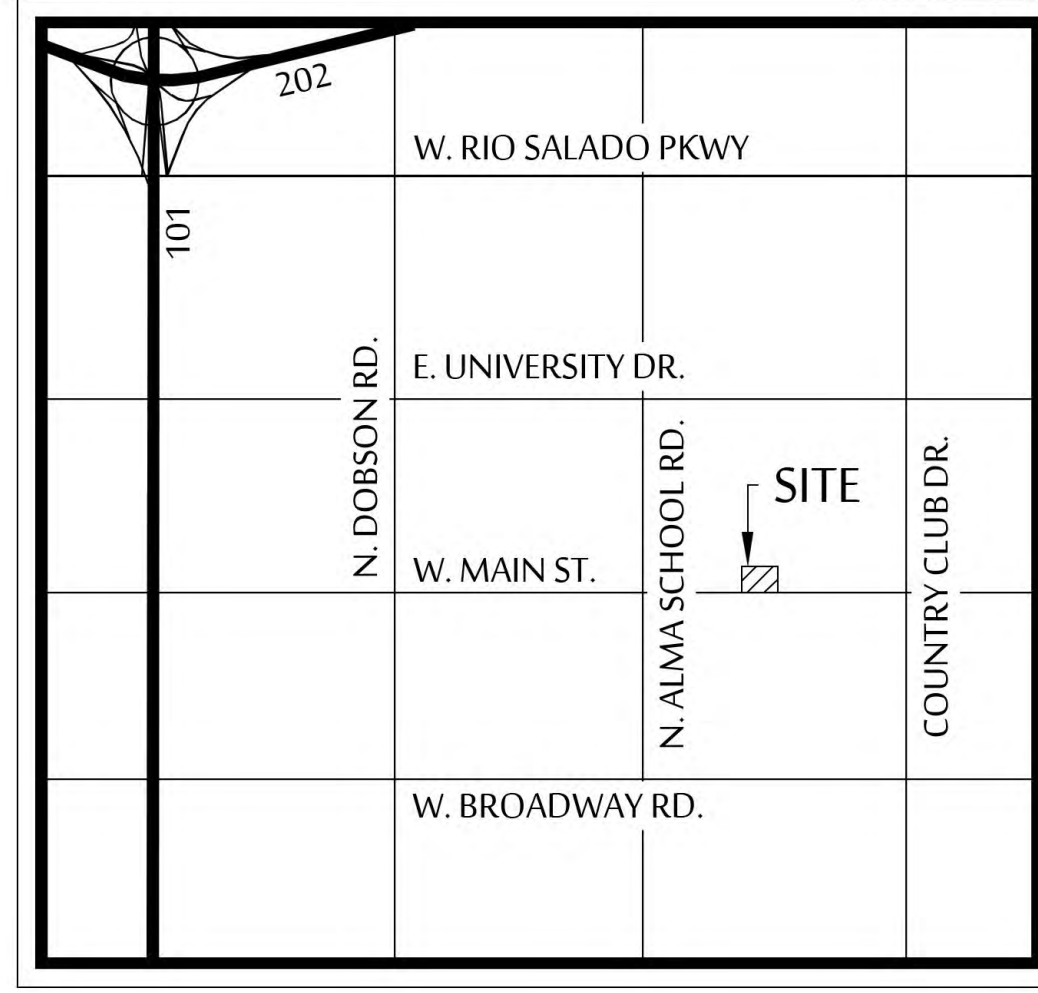 202
W. RIO SALADO PKWY
101
N. DOBSON RD.
E. UNIVERSITY DR.
N. ALMA SCHOOL RD.
SITE
COUNTRY CLUB DR.
W. MAIN ST.
W. BROADWAY RD.